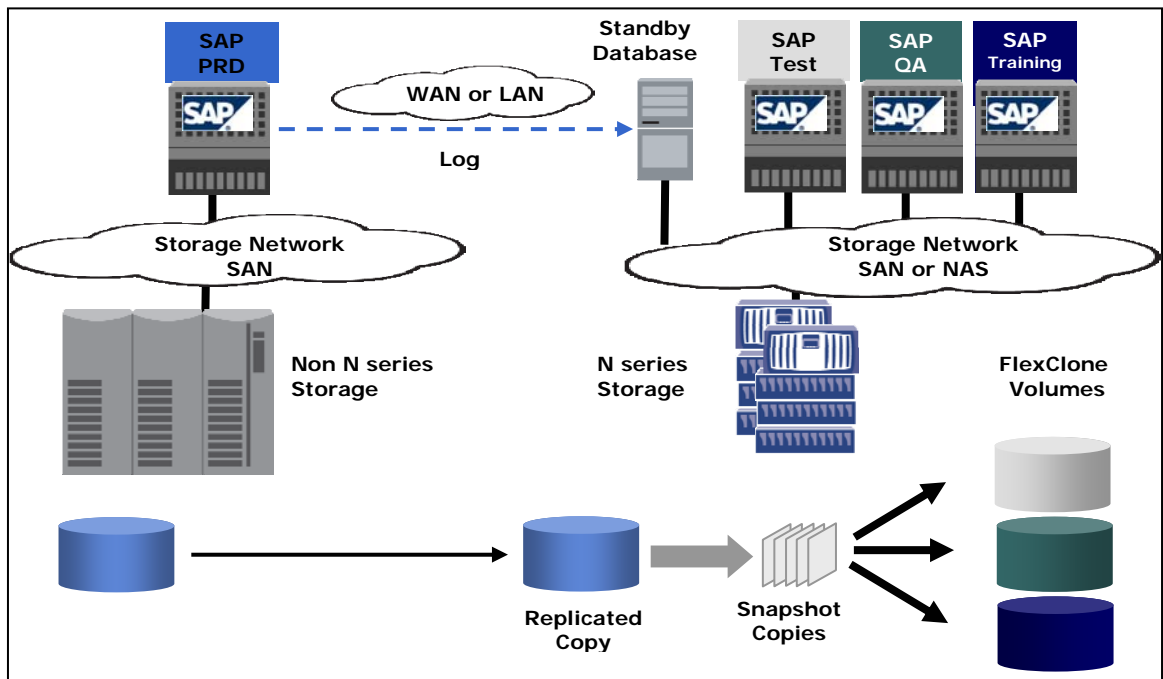 SAP
PRD
Standby
Database
SAP
Test
SAP
QA
SAP
Training
WAN or LAN
Log
SAP
SAP
SAP
SAP
Storage Network
SAN
Storage Network
SAN or NAS
Non N series
Storage
N series
Storage
FlexClone
Volumes
Replicated
Copy
Snapshot
Copies